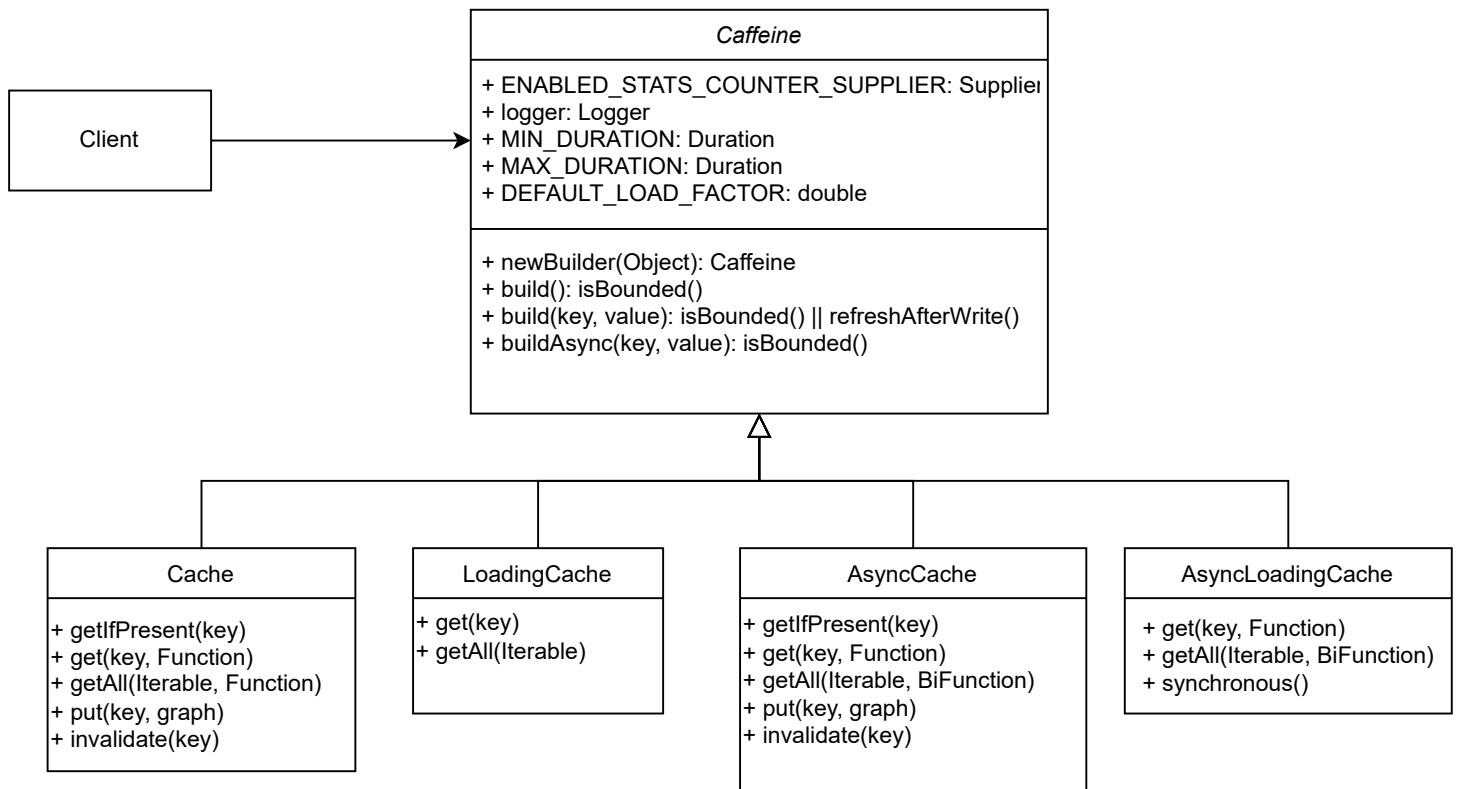 Caffeine
+ ENABLED_STATS_COUNTER_SUPPLIER: Supplier
+ logger: Logger
+ MIN_DURATION: Duration
+ MAX_DURATION: Duration
+ DEFAULT_LOAD_FACTOR: double
Client
+ newBuilder(Object): Caffeine
+ build(): isBounded()
+ build(key, value): isBounded() || refreshAfterWrite()
+ buildAsync(key, value): isBounded()
Cache
+ getIfPresent(key)
+ get(key, Function)
+ getAll(Iterable, Function)
+ put(key, graph)
+ invalidate(key)
LoadingCache
+ get(key)
+ getAll(Iterable)
AsyncCache
+ getIfPresent(key)
+ get(key, Function)
+ getAll(Iterable, BiFunction)
+ put(key, graph)
+ invalidate(key)
AsyncLoadingCache
+ get(key, Function)
+ getAll(Iterable, BiFunction)
+ synchronous()